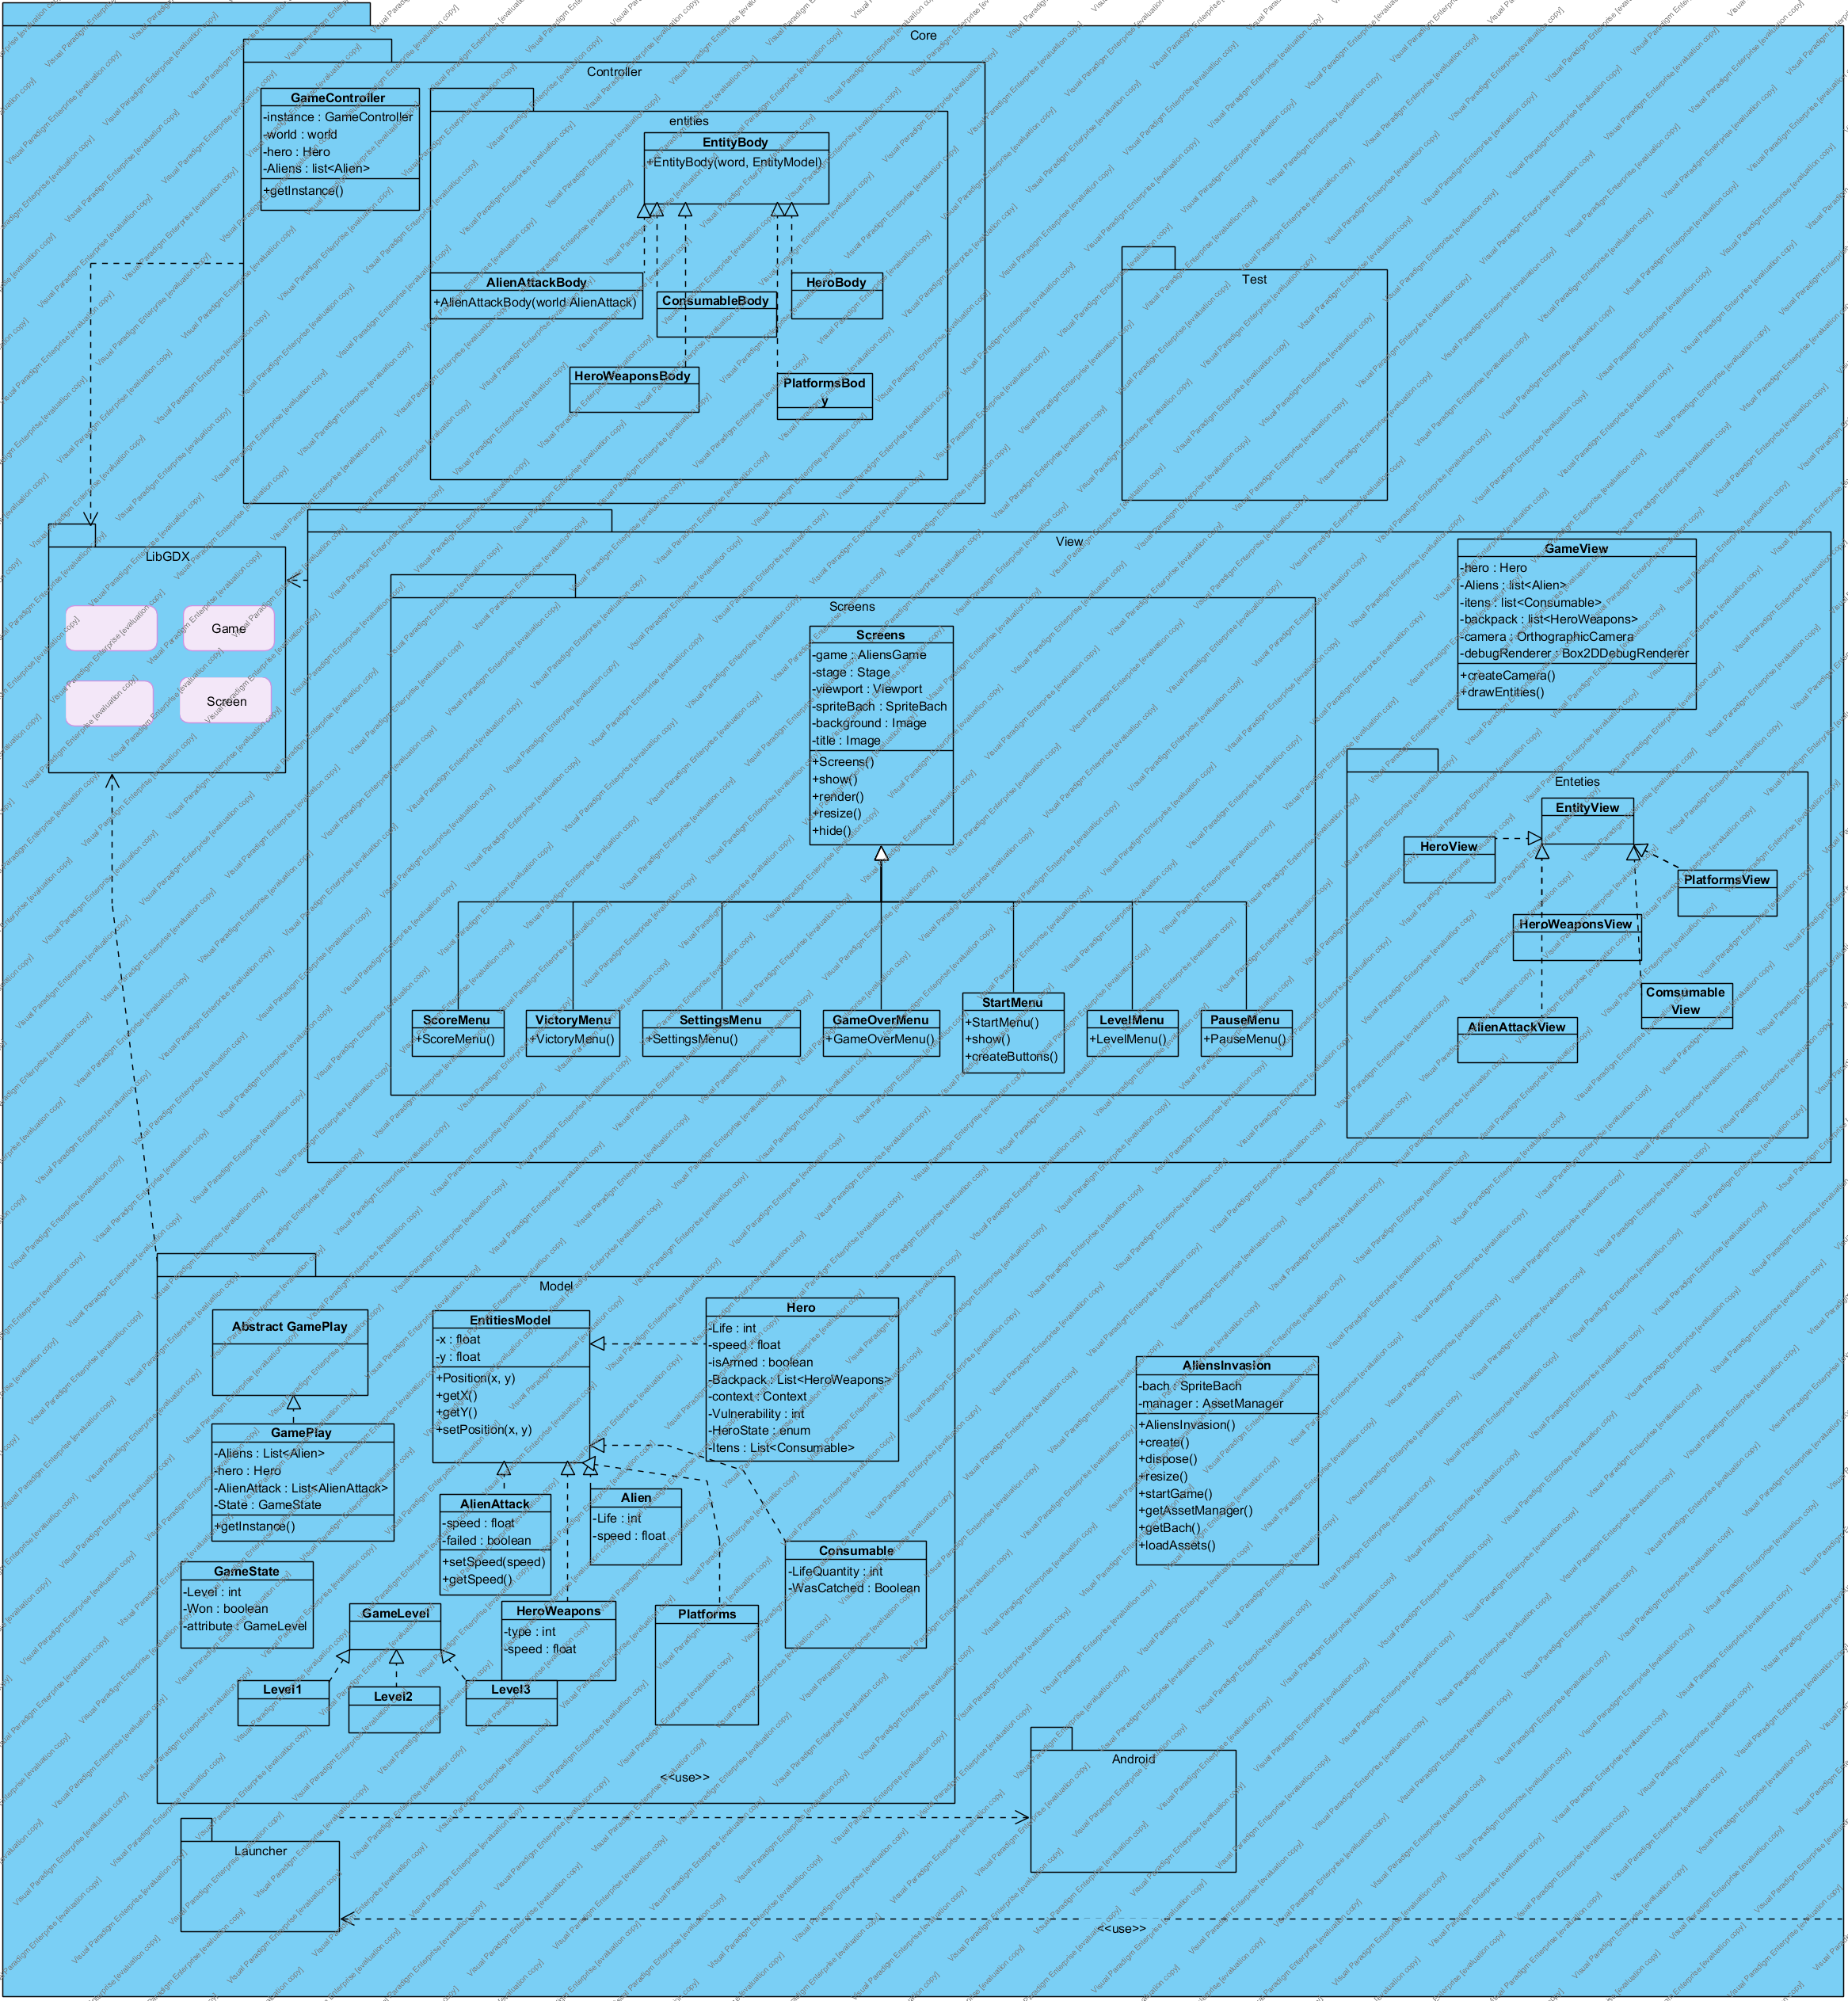 Core
Controller
GameController
-instance : GameController
-world : world
-hero : Hero
-Aliens : list<Alien>
+getInstance()
entities
EntityBody
+EntityBody(word, EntityModel)
AlienAttackBody
+AlienAttackBody(world AlienAttack)
ConsumableBody
HeroBody
HeroWeaponsBody
PlatformsBod
y
Test
LibGDX
Game
Screen
View
Screens
Screens
-game : AliensGame
-stage : Stage
-viewport : Viewport
-spriteBach : SpriteBach
-background : Image
-title : Image
+Screens()
+show()
+render()
+resize()
+hide()
ScoreMenu
+ScoreMenu()
VictoryMenu
+VictoryMenu()
SettingsMenu
+SettingsMenu()
GameOverMenu
+GameOverMenu()
StartMenu
+StartMenu()
+show()
+createButtons()
LevelMenu
+LevelMenu()
PauseMenu
+PauseMenu()
GameView
-hero : Hero
-Aliens : list<Alien>
-itens : list<Consumable>
-backpack : list<HeroWeapons>
-camera : OrthographicCamera
-debugRenderer : Box2DDebugRenderer
+createCamera()
+drawEntities()
Enteties
EntityView
HeroView
PlatformsView
HeroWeaponsView
Comsumable
View
AlienAttackView
Model
Abstract GamePlay
GamePlay
-Aliens : List<Alien>
-hero : Hero
-AlienAttack : List<AlienAttack>
-State : GameState
+getInstance()
GameState
-Level : int
-Won : boolean
-attribute : GameLevel
GameLevel
Level1
Level2
Level3
EntitiesModel
-x : float
-y : float
+Position(x, y)
+getX()
+getY()
+setPosition(x, y)
Hero
-Life : int
-speed : float
-isArmed : boolean
-Backpack : List<HeroWeapons>
-context : Context
-Vulnerability : int
-HeroState : enum
-Itens : List<Consumable>
AlienAttack
-speed : float
-failed : boolean
+setSpeed(speed)
+getSpeed()
Alien
-Life : int
-speed : float
HeroWeapons
-type : int
-speed : float
Platforms
Consumable
-LifeQuantity : int
-WasCatched : Boolean
<<use>>
AliensInvasion
-bach : SpriteBach
-manager : AssetManager
+AliensInvasion()
+create()
+dispose()
+resize()
+startGame()
+getAssetManager()
+getBach()
+loadAssets()
Android
Launcher
<<use>>
Visual Paradigm Enterprise [evaluation copy]